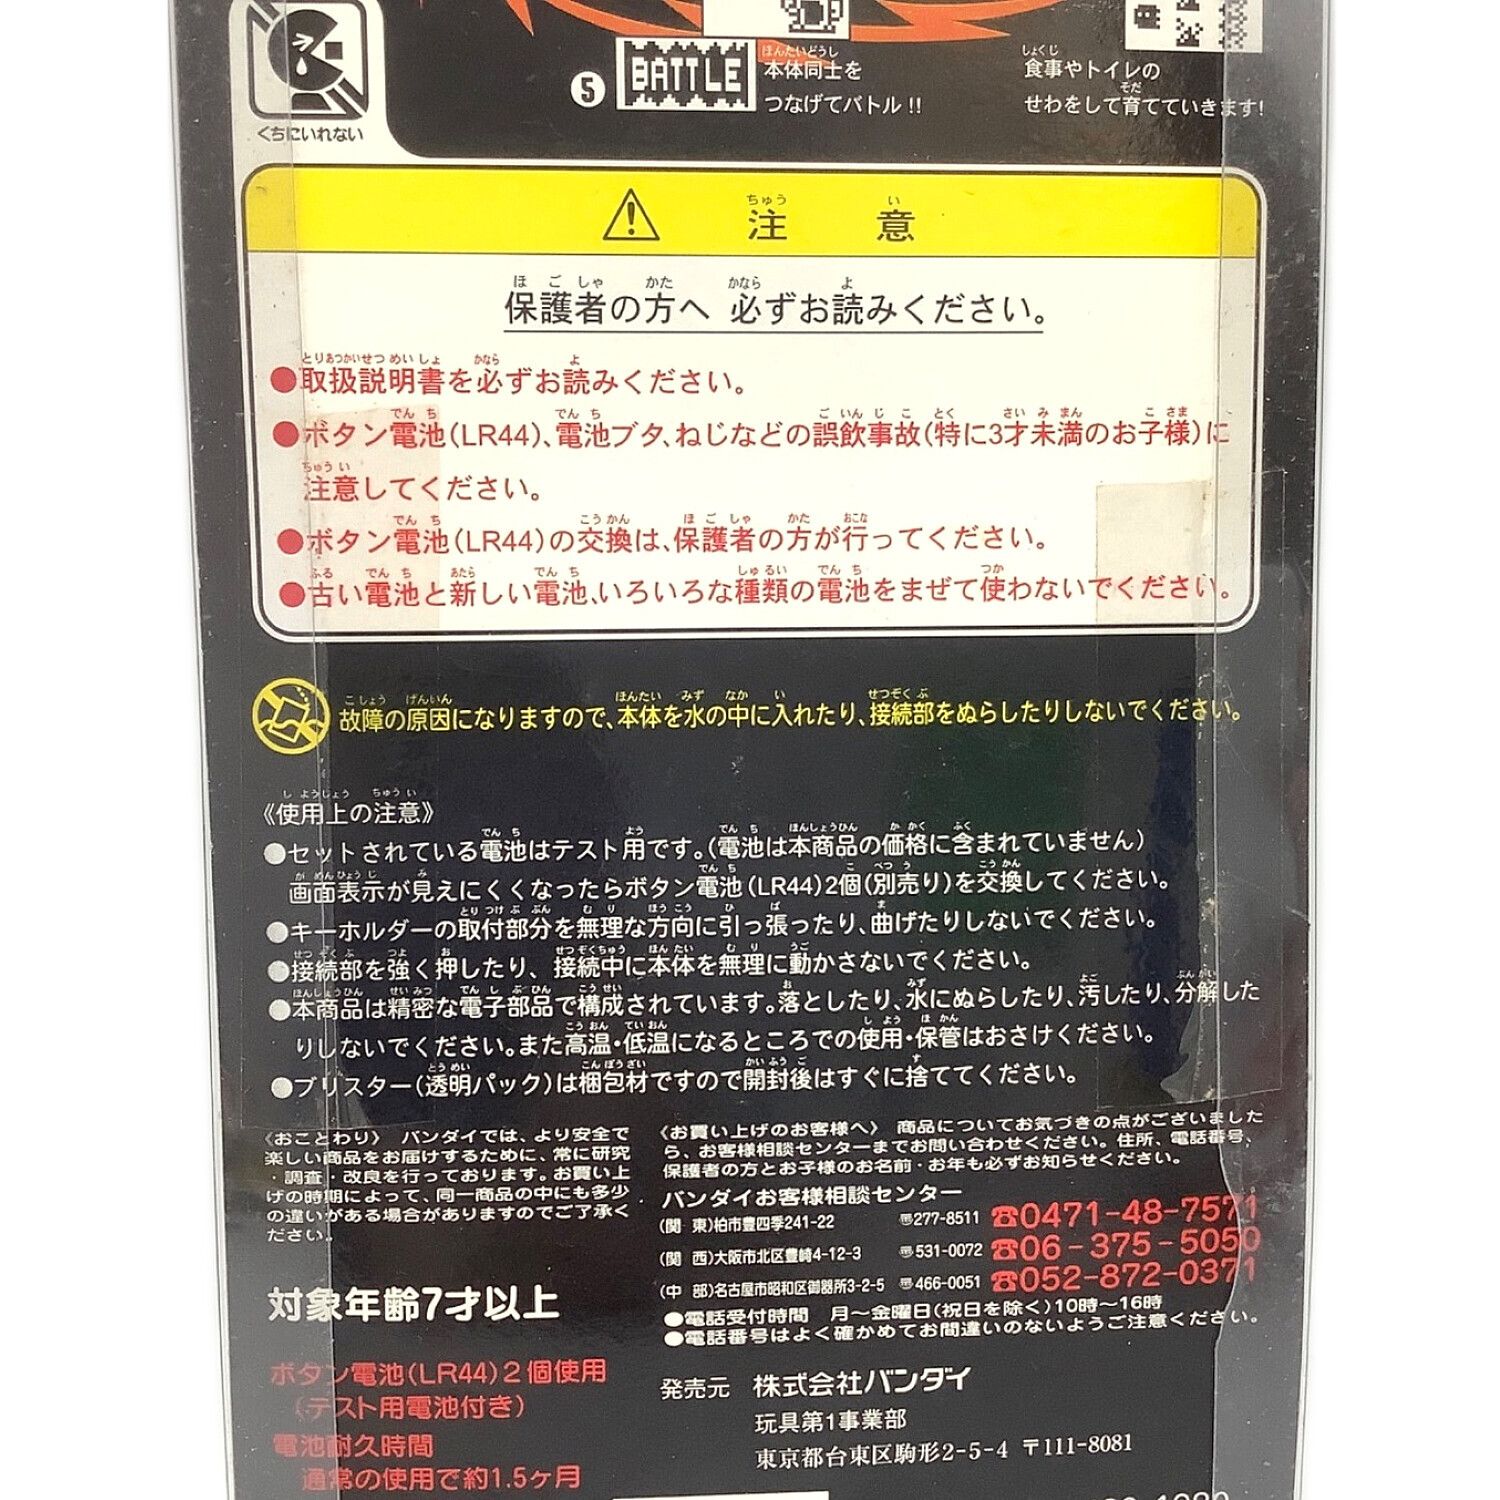 くちにいれない
5 BATTLE 本体同士を
つなげてバトル!!
食事やトイレの
せわをして育てていきます!
注意
保護者の方へ 必ずお読みください。
●取扱説明書を必ずお読みください。
●ボタン電池(LR44)、電池ブタ、ねじなどの誤飲事故(特に3才未満のお子様)に
注意してください。
●ボタン電池(LR44)の交換は、保護者の方が行ってください。
●古い電池と新しい電池、いろいろな種類の電池をまぜて使わないでください。
故障の原因になりますので、本体を水の中に入れたり、接続部をぬらしたりしないでください。
《使用上の注意》
●セットされている電池はテスト用です。(電池は本商品の価格に含まれていません)
画面表示が見えにくくなったらボタン電池(LR44)2個(別売り)を交換してください。
●キーホルダーの取付部分を無理な方向に引っ張ったり、曲げたりしないでください。
●接続部を強く押したり、接続中に本体を無理に動かさないでください。
●本商品は精密な電子部品で構成されています。落としたり、水にぬらしたり、汚したり、分解した
りしないでください。また高温・低温になるところでの使用・保管はおさけください。
●ブリスター(透明パック)は梱包材ですので開封後はすぐに捨ててください。
〈おことわり〉 バンダイでは、より安全で
楽しい商品をお届けするために、常に研究
・調査・改良を行っております。お買い上
げの時期によって、同一商品の中にも多少
の違いがある場合がありますのでご了承く
ださい。
〈お買い上げのお客様へ〉 商品についてお気づきの点がございました
ら、お客様相談センターまでお問い合わせください。住所、電話番号、
保護者の方とお子様のお名前・お年も必ずお知らせください。
バンダイお客様相談センター
(関 東)柏市豊四季241-22 〒277-8511 ☎0471-48-7571
(関 西)大阪市北区豊崎4-12-3 〒531-0072 ☎06-375-5050
(中 部)名古屋市昭和区御器所3-2-5 〒466-0051 ☎052-872-0371
●電話受付時間 月〜金曜日(祝日を除く)10時〜16時
●電話番号はよく確かめてお間違いのないようご注意ください。
対象年齢7才以上
ボタン電池(LR44)2個使用
(テスト用電池付き)
電池耐久時間
通常の使用で約1.5ヶ月
発売元 株式会社バンダイ
玩具第1事業部
東京都台東区駒形2-5-4 〒111-8081